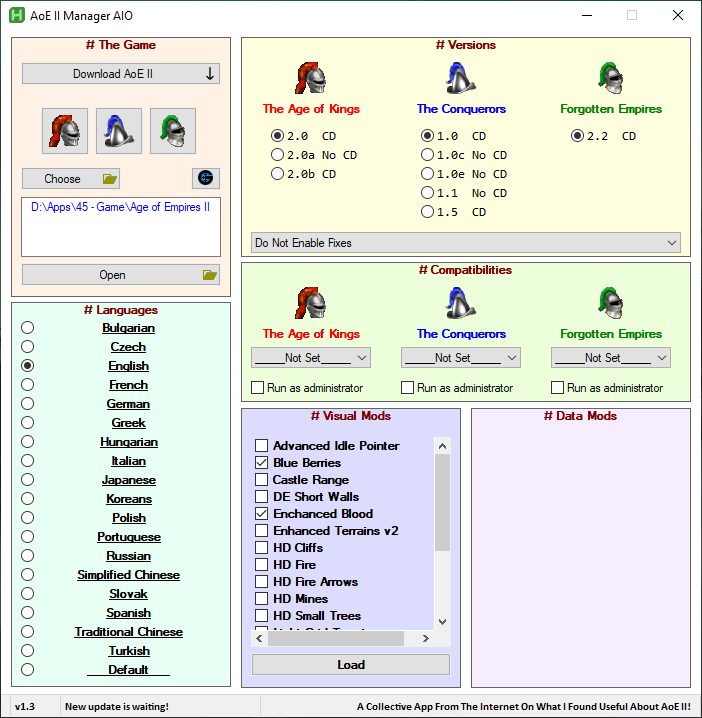 AoE II Manager AIO
# The Game
Download AoE II
Choose
D:\Apps\45 - Game\Age of Empires II
Open
# Languages
Bulgarian
Czech
English
French
German
Greek
Hungarian
Italian
Japanese
Koreans
Polish
Portuguese
Russian
Simplified Chinese
Slovak
Spanish
Traditional Chinese
Turkish
Default
# Versions
The Age of Kings
The Conquerors
Forgotten Empires
2.0 CD
2.0a No CD
2.0b CD
1.0 CD
1.0c No CD
1.0e No CD
1.1 No CD
1.5 CD
2.2 CD
Do Not Enable Fixes
# Compatibilities
The Age of Kings
The Conquerors
Forgotten Empires
____Not Set____
____Not Set____
____Not Set____
Run as administrator
Run as administrator
Run as administrator
# Visual Mods
Advanced Idle Pointer
Blue Berries
Castle Range
DE Short Walls
Enchanced Blood
Enhanced Terrains v2
HD Cliffs
HD Fire
HD Fire Arrows
HD Mines
HD Small Trees
Load
# Data Mods
v1.3
New update is waiting!
A Collective App From The Internet On What I Found Useful About AoE II!